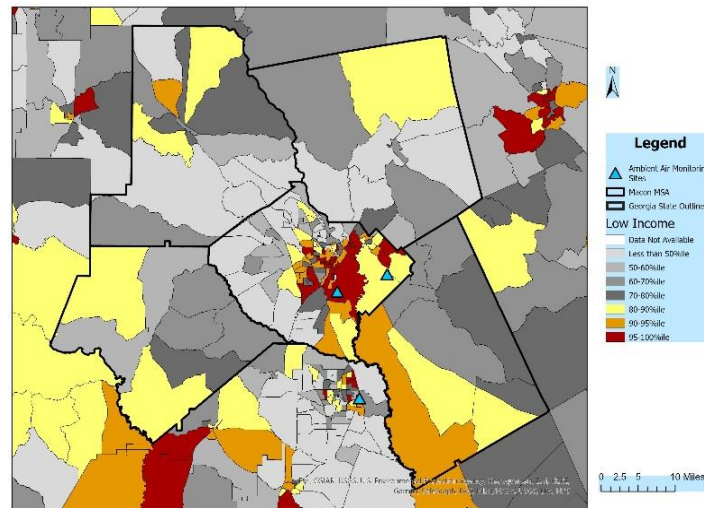 N
Legend
Ambient Air Monitorin
Sites
Macon MSA
Georgia State Outline
Low Income
Data Not Available
Less than 50%ile
50-60%ile
60-70%ile
70-80%ile
80-90%ile
90-95%ile
95-100%ile
0 2.5 5 10 Miles